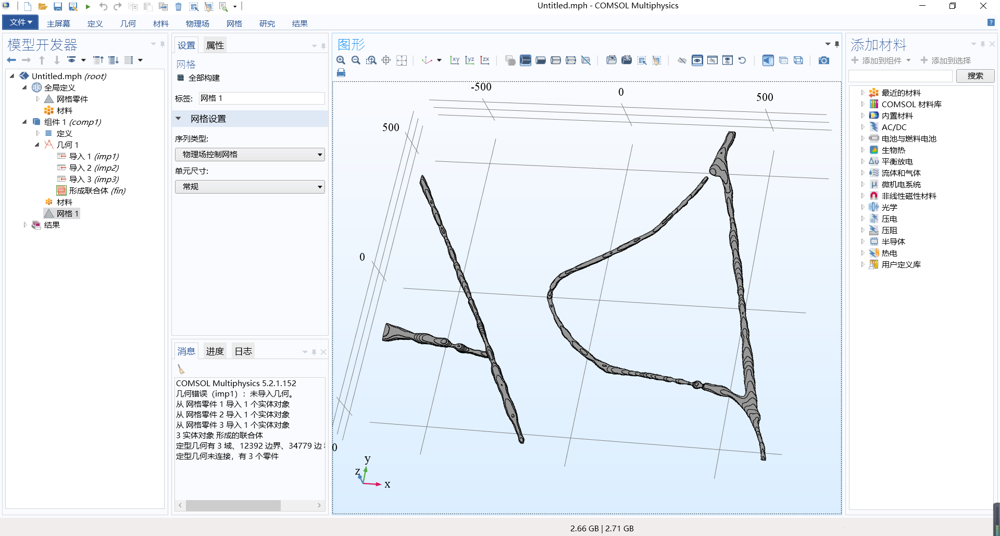 Untitled.mph - COMSOL Multiphysics
文件 主屏幕 定义 几何 材料 物理场 网格 研究 结果
模型开发器
Untitled.mph (root)
全局定义
网格零件
材料
组件 1 (comp1)
定义
几何 1
导入 1 (imp1)
导入 2 (imp2)
导入 3 (imp3)
形成联合体 (fin)
材料
网格 1
结果
设置 属性
网格
全部构建
标签: 网格 1
网格设置
序列类型:
物理场控制网格
单元尺寸:
常规
消息 进度 日志
COMSOL Multiphysics 5.2.1.152
几何错误（imp1）：未导入几何。
从 网格零件 1 导入 1 个实体对象
从 网格零件 2 导入 1 个实体对象
从 网格零件 3 导入 1 个实体对象
3 实体对象 形成的联合体
定型几何有 3 域、12392 边界、34779 边
定型几何未连接，有 3 个零件
图形
xy yz zx
-500
0
500
500
0
0
y
z
x
添加材料
添加到组件 添加到选择
搜索
最近的材料
COMSOL 材料库
内置材料
AC/DC
电池与燃料电池
生物热
平衡放电
流体和气体
微机电系统
非线性磁性材料
光学
压电
压阻
半导体
热电
用户定义库
2.66 GB | 2.71 GB